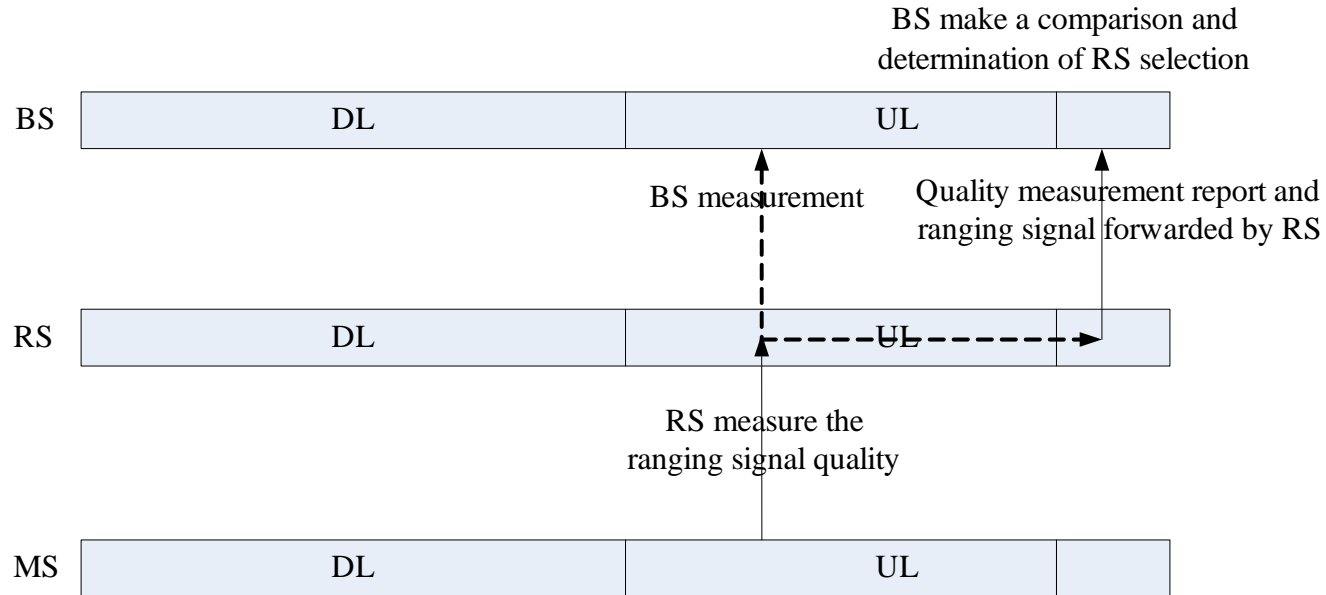 BS make a comparison and
determination of RS selection
BS
DL
UL
BS measurement
Quality measurement report and
ranging signal forwarded by RS
RS
DL
UL
RS measure the
ranging signal quality
MS
DL
UL